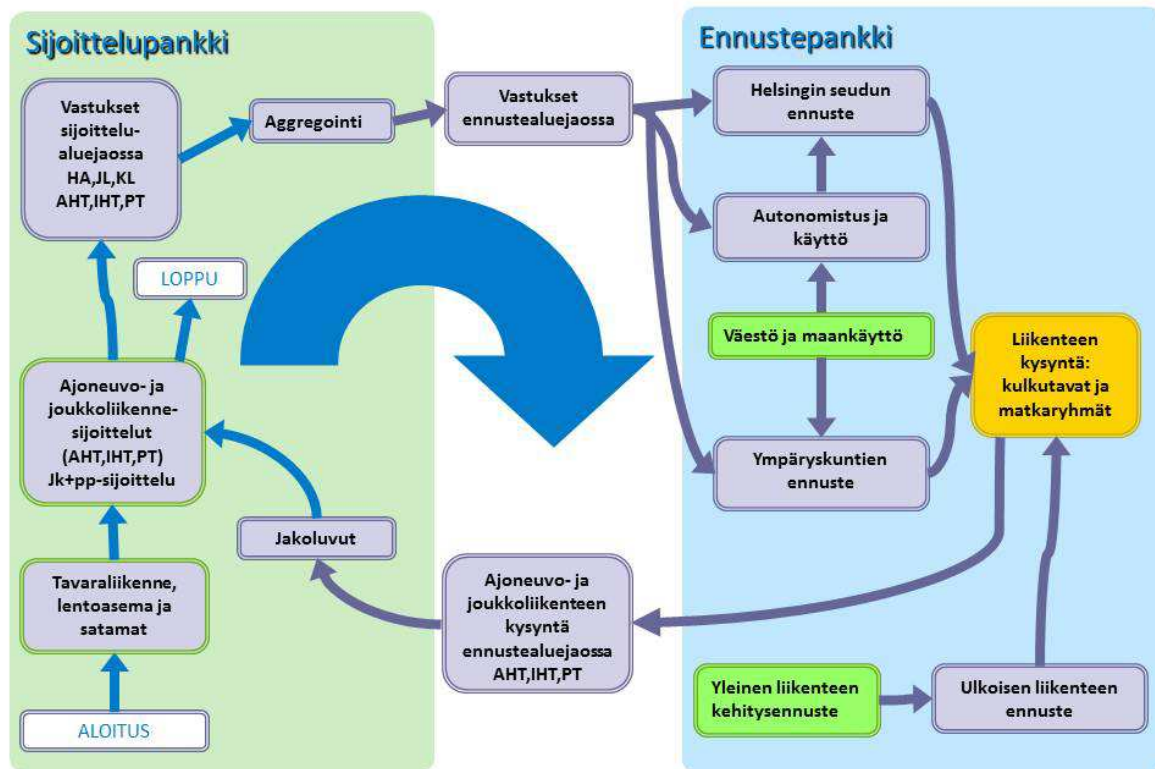 Sijoittelupankki
Vastukset
sijoittelu-
aluejaossa
HA,JL,KL
AHT,IHT,PT
Aggregointi
Vastukset
ennustealuejaossa
LOPPU
Ajoneuvo- ja
joukkoliikenne-
sijoittelut
(AHT,IHT,PT)
Jk+pp-sijoittelu
Jakoluvut
Tavaraliikenne,
lentoasema ja
satamat
ALOITUS
Ajoneuvo- ja
joukkoliikenteen
kysyntä
ennustealuejaossa
AHT,IHT,PT
Ennustepankki
Helsingin seudun
ennuste
Autonomistus ja
käyttö
Väestö ja maankäyttö
Liikenteen
kysyntä:
kulkutavat ja
matkaryhmät
Ympäryskuntien
ennuste
Yleinen liikenteen
kehitysennuste
Ulkoisen liikenteen
ennuste